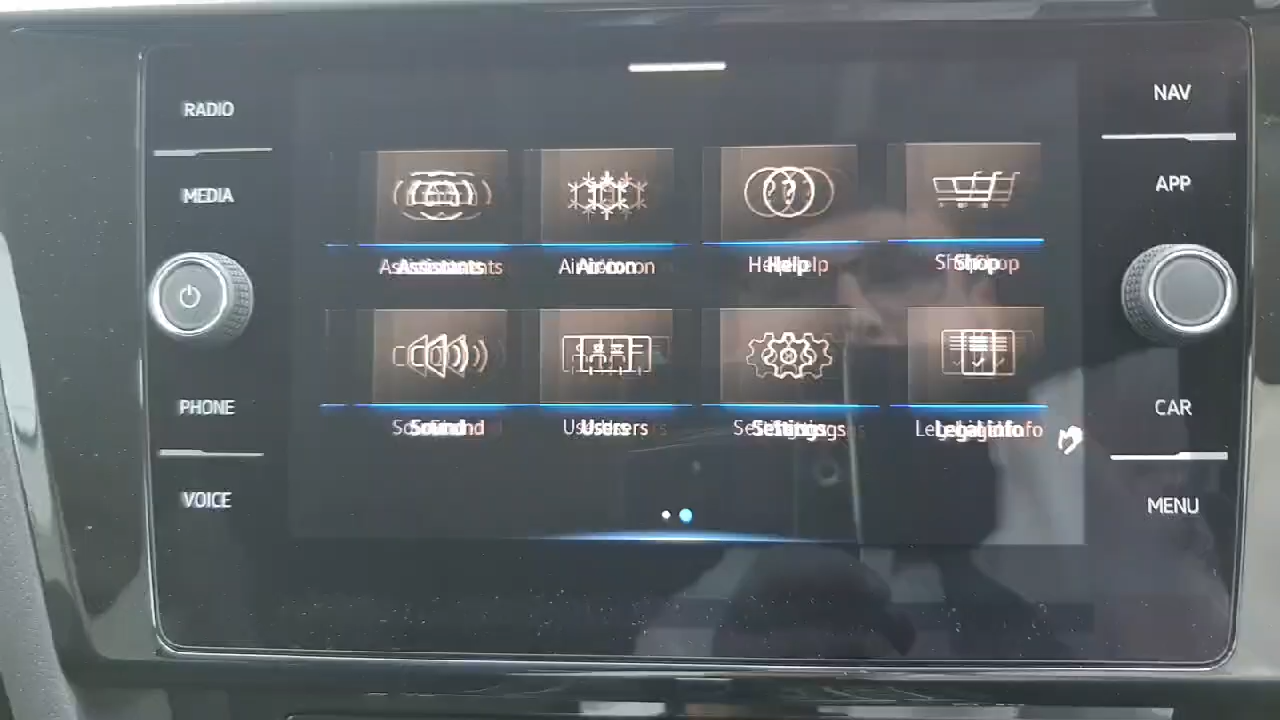 RADIO
NAV
MEDIA
APP
Assistants Air con Help Shop
PHONE
CAR
Sound Users Settings Legal info
VOICE
MENU